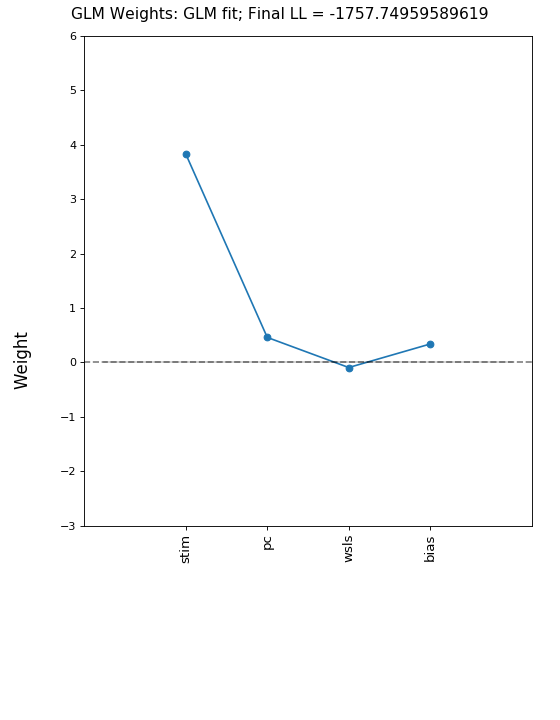 GLM Weights: GLM fit; Final LL = -1757.74959589619
6
5
4
3
2
1
0
−1
−2
−3
Weight
stim
pc
wsls
bias